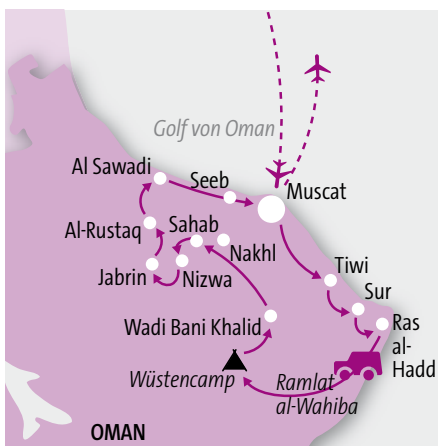 Golf von Oman
Al Sawadi
Seeb
Muscat
Al-Rustaq
Sahab
Nakhl
Jabrin
Nizwa
Tiwi
Sur
Wadi Bani Khalid
Ras
al-
Hadd
Wüstencamp
Ramlat
al-Wahiba
OMAN